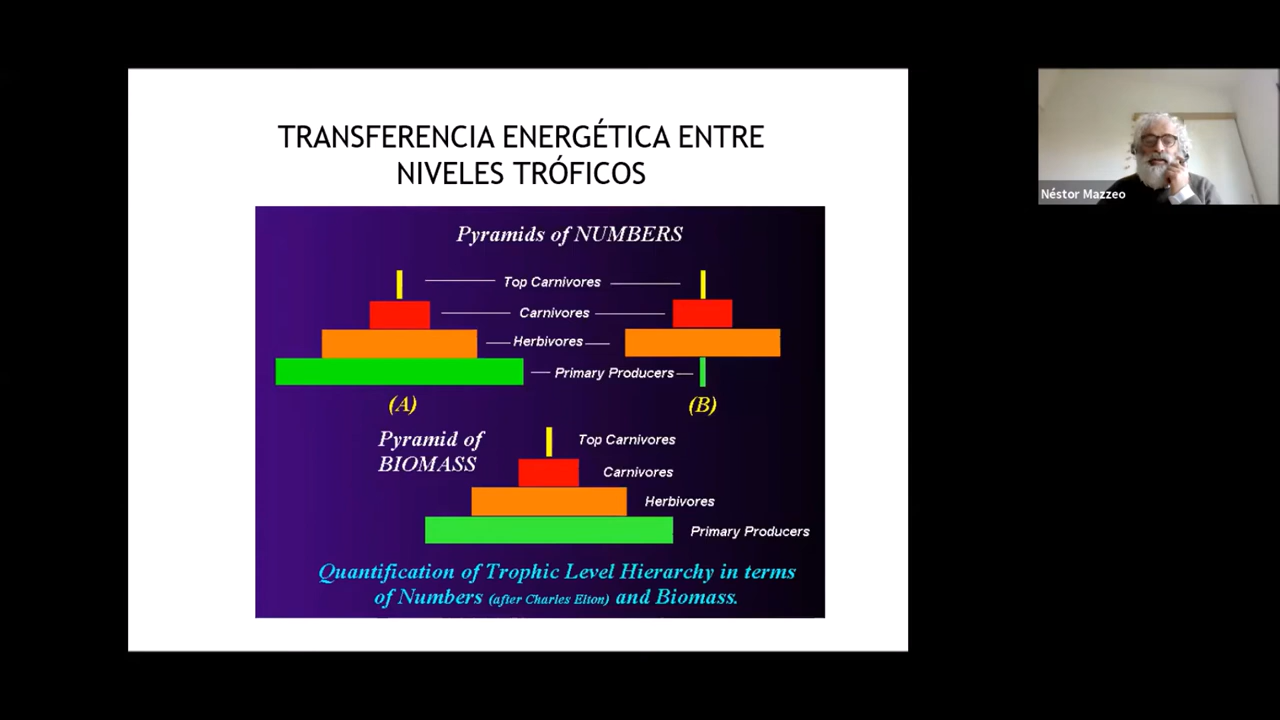 TRANSFERENCIA ENERGÉTICA ENTRE
NIVELES TRÓFICOS
Pyramids of NUMBERS
Top Carnivores
Carnivores
Herbivores
Primary Producers
(A)
(B)
Pyramid of
BIOMASS
Top Carnivores
Carnivores
Herbivores
Primary Producers
Quantification of Trophic Level Hierarchy in terms
of Numbers (after Charles Elton) and Biomass.
Néstor Mazzeo